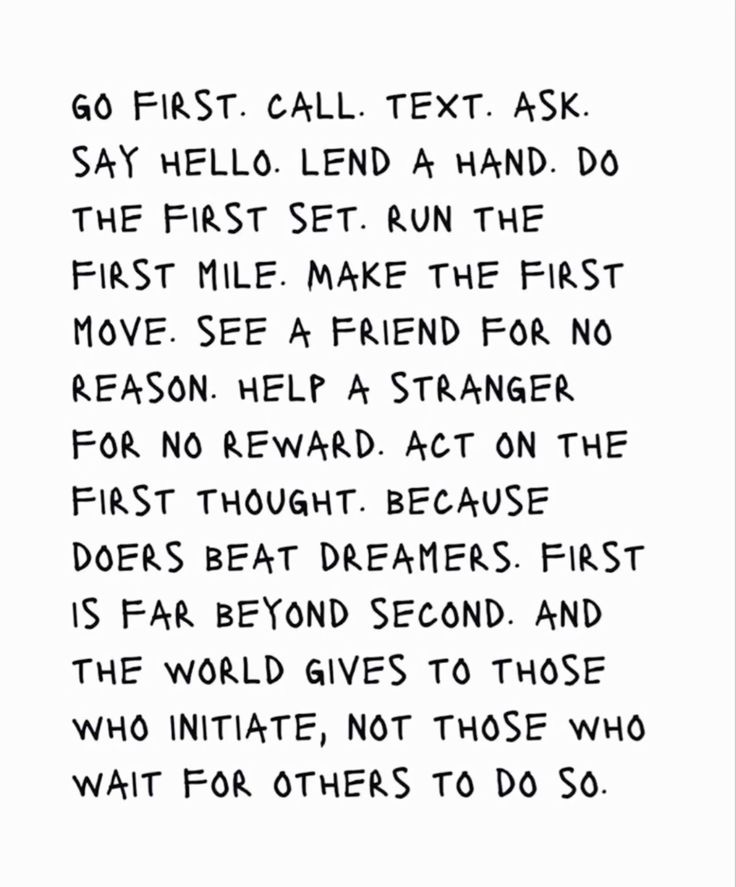 GO FIRST. CALL. TEXT. ASK.
SAY HELLO. LEND A HAND. DO
THE FIRST SET. RUN THE
FIRST MILE. MAKE THE FIRST
MOVE. SEE A FRIEND FOR NO
REASON. HELP A STRANGER
FOR NO REWARD. ACT ON THE
FIRST THOUGHT. BECAUSE
DOERS BEAT DREAMERS. FIRST
IS FAR BEYOND SECOND. AND
THE WORLD GIVES TO THOSE
WHO INITIATE, NOT THOSE WHO
WAIT FOR OTHERS TO DO SO.